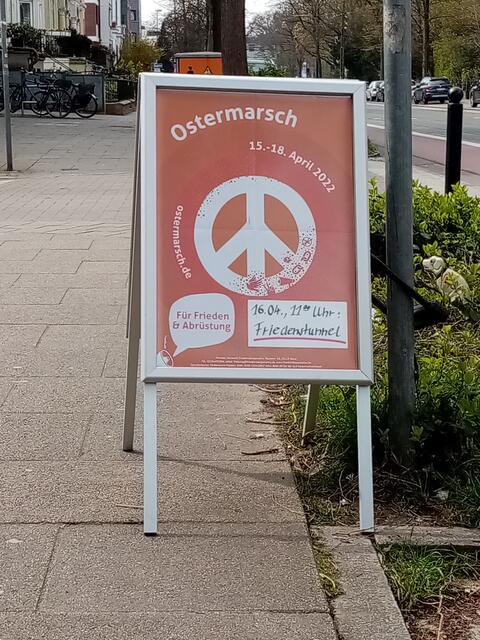 Ostermarsch
15.-18. April 2022
ostermarsch.de
Für Frieden
& Abrüstung
16.04., 11°° Uhr:
Friedenstunnel